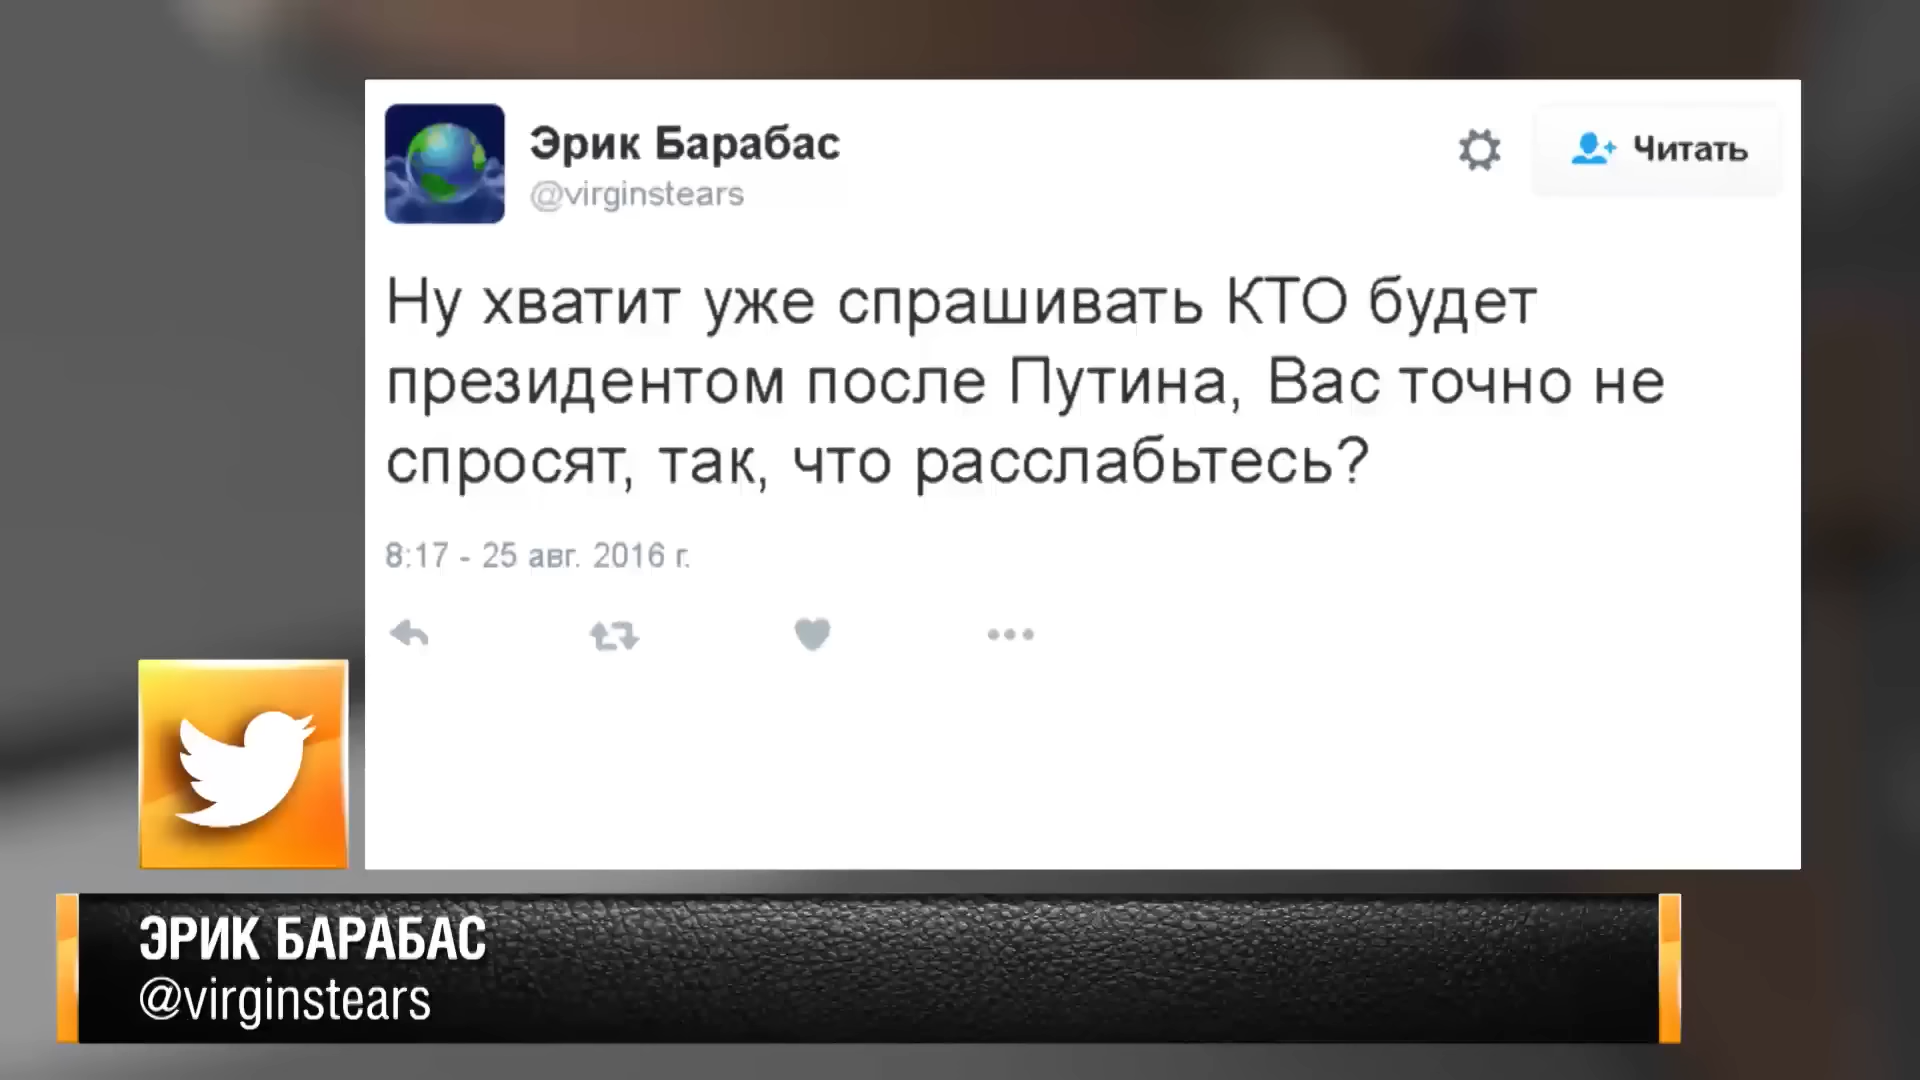 Эрик Барабас
@virginstears
Читать
Ну хватит уже спрашивать КТО будет
президентом после Путина, Вас точно не
спросят, так, что расслабьтесь?
8:17 - 25 авг. 2016 г.
ЭРИК БАРАБАС
@virginstears